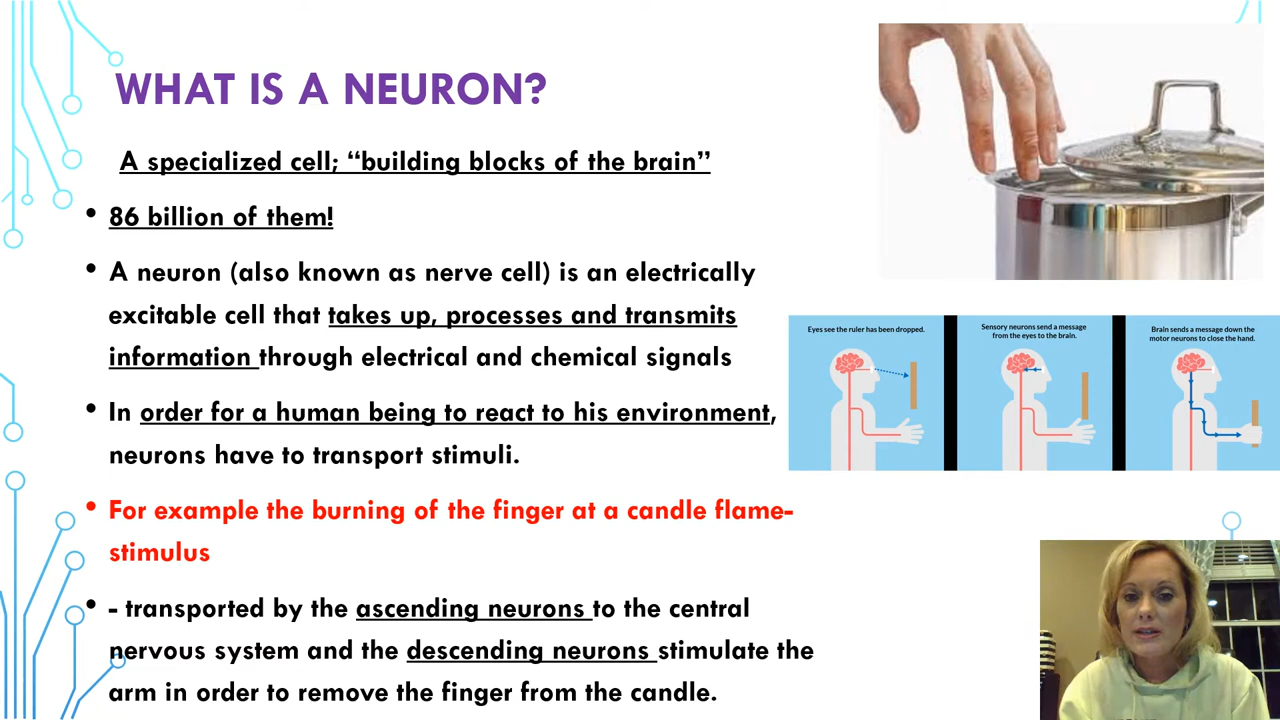 WHAT IS A NEURON?
A specialized cell; “building blocks of the brain”
• 86 billion of them!
• A neuron (also known as nerve cell) is an electrically
excitable cell that takes up, processes and transmits
information through electrical and chemical signals
• In order for a human being to react to his environment,
neurons have to transport stimuli.
• For example the burning of the finger at a candle flame-
stimulus
• - transported by the ascending neurons to the central
nervous system and the descending neurons stimulate the
arm in order to remove the finger from the candle.
Eyes see the ruler has been dropped.
Sensory neurons send a message
from the eyes to the brain.
Brain sends a message down the
motor neurons to close the hand.